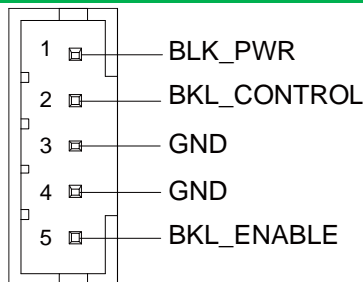 1 BLK_PWR
2 BKL_CONTROL
3 GND
4 GND
5 BKL_ENABLE